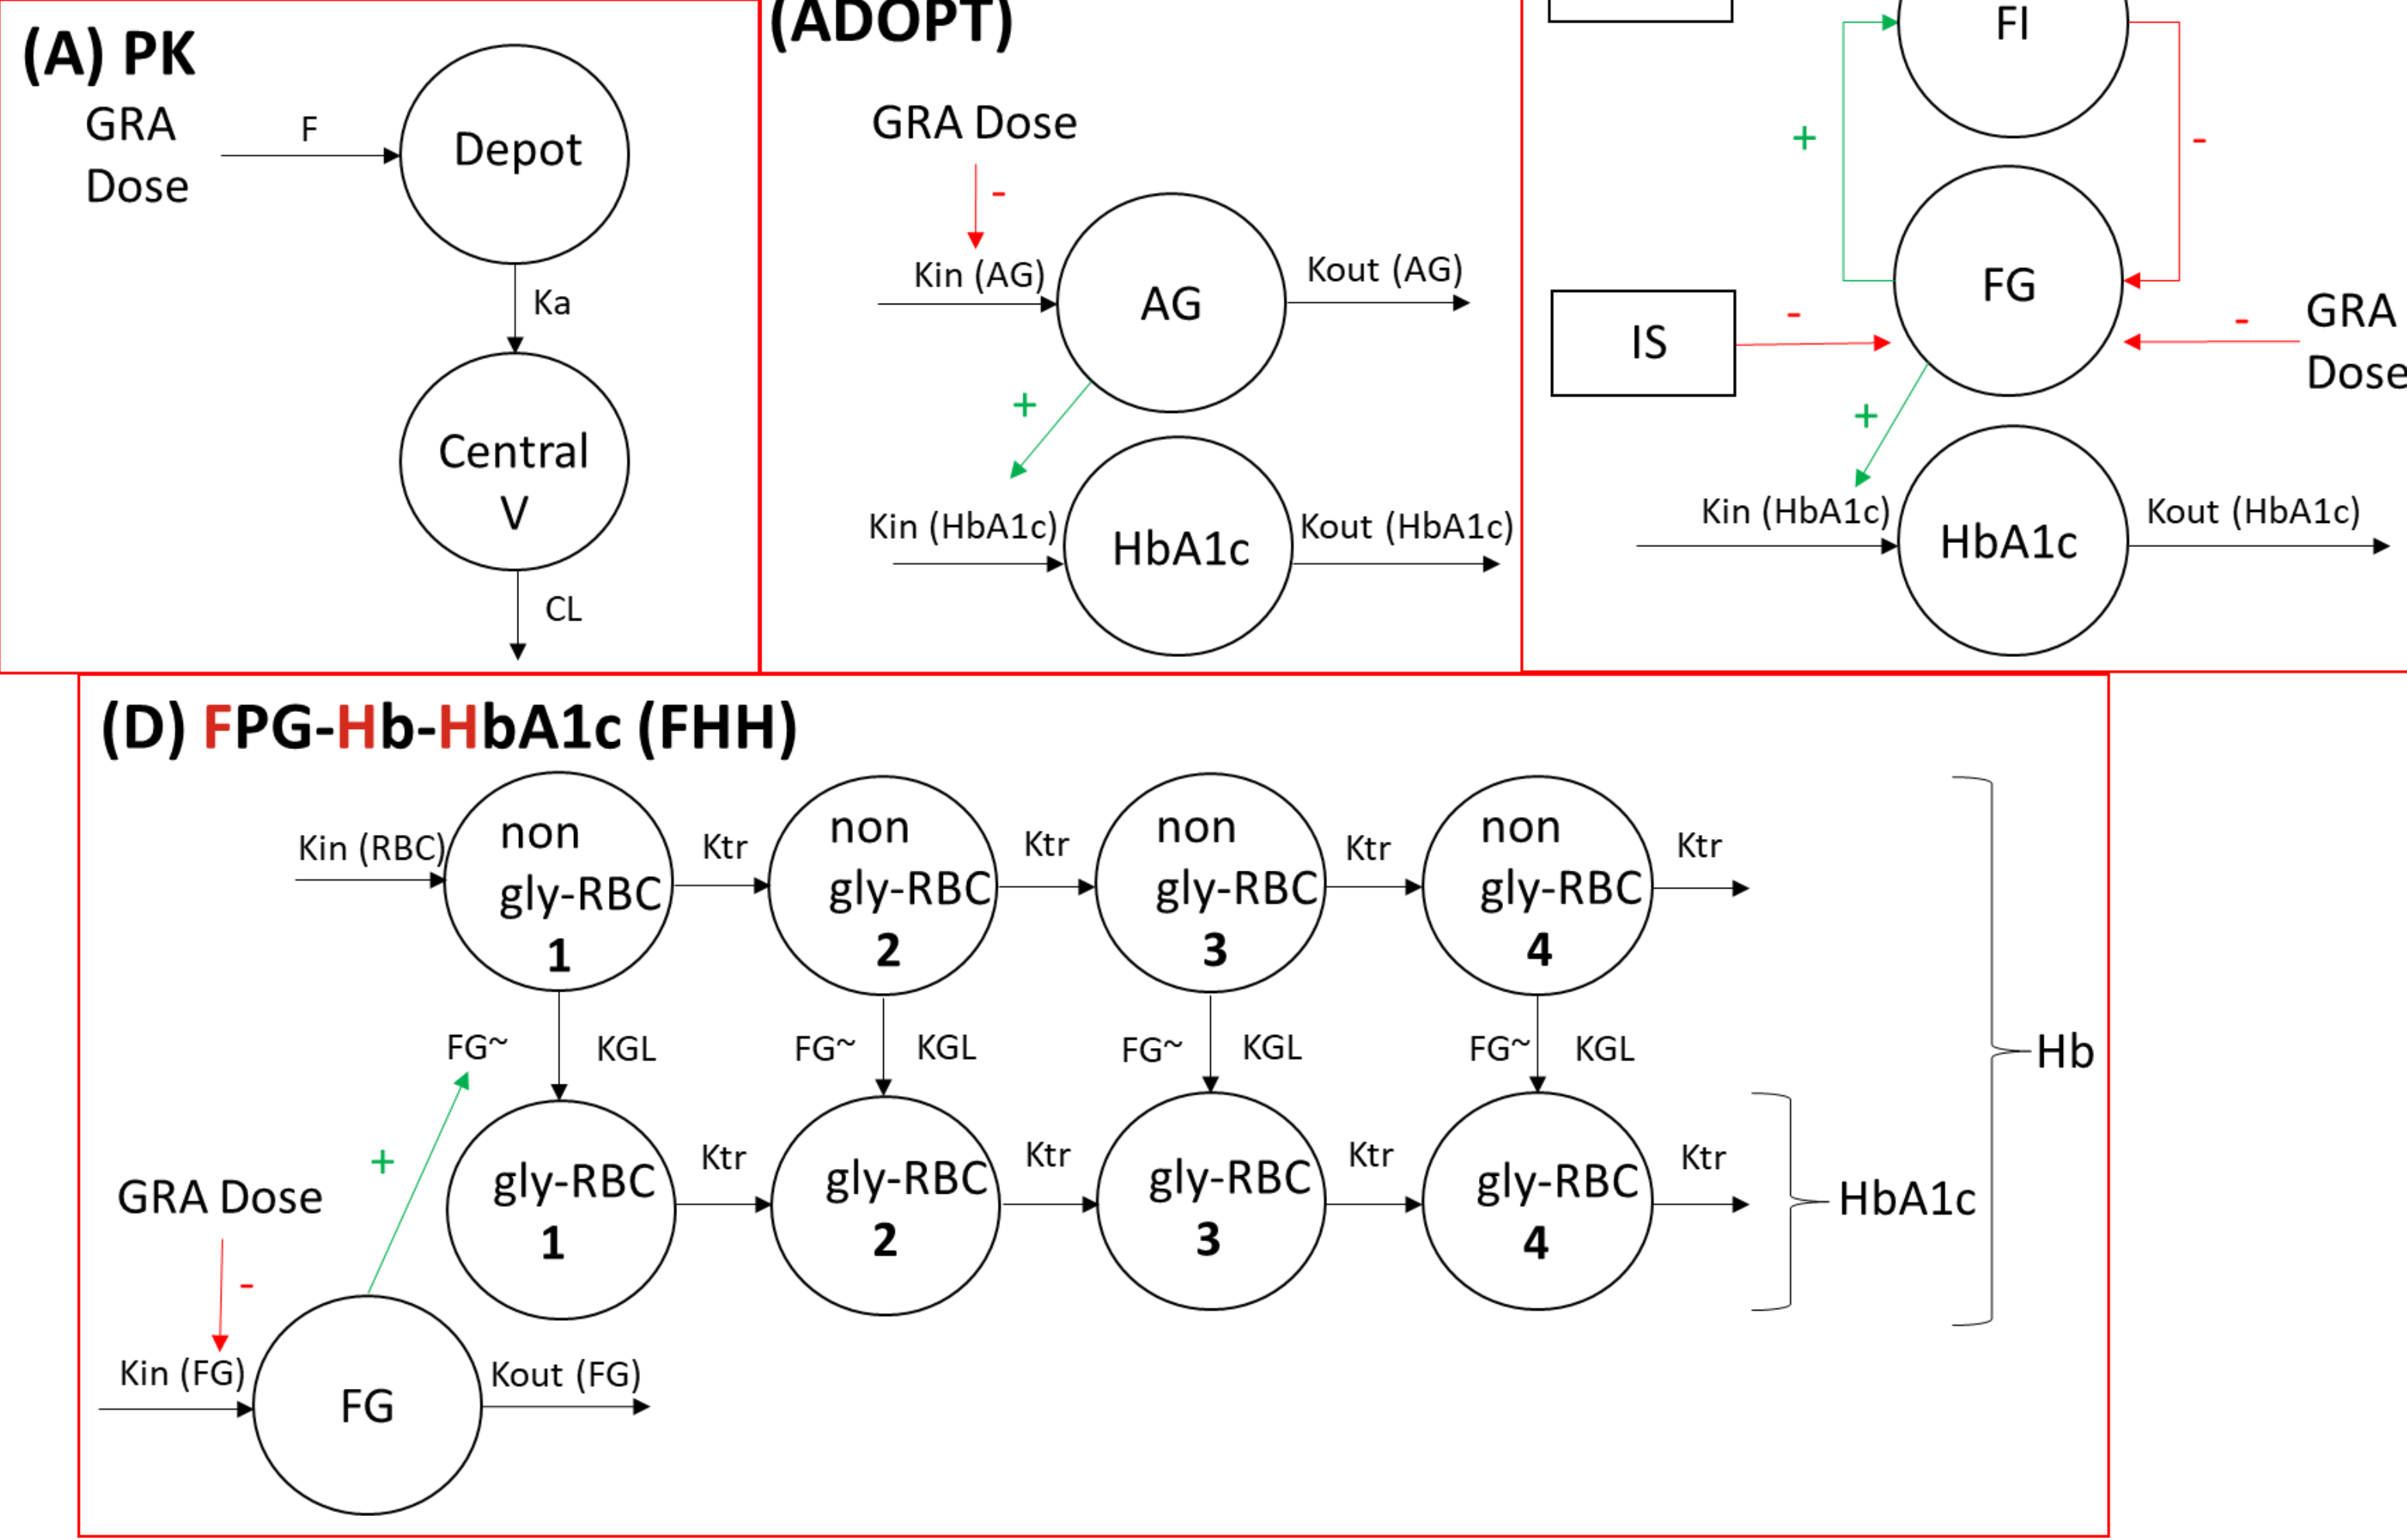 (A) PK
GRA
Dose
F
Depot
Ka
Central
V
CL
(ADOPT)
GRA Dose
-
Kin (AG)
AG
Kout (AG)
+
Kin (HbA1c)
HbA1c
Kout (HbA1c)
FI
+
-
FG
IS
-
-
GRA
Dose
+
Kin (HbA1c)
HbA1c
Kout (HbA1c)
(D) FPG-Hb-HbA1c (FHH)
Kin (RBC)
non
gly-RBC
1
Ktr
non
gly-RBC
2
Ktr
non
gly-RBC
3
Ktr
non
gly-RBC
4
Ktr
FG~
KGL
FG~
KGL
FG~
KGL
FG~
KGL
Hb
+
gly-RBC
1
Ktr
gly-RBC
2
Ktr
gly-RBC
3
Ktr
gly-RBC
4
Ktr
HbA1c
GRA Dose
-
Kin (FG)
FG
Kout (FG)